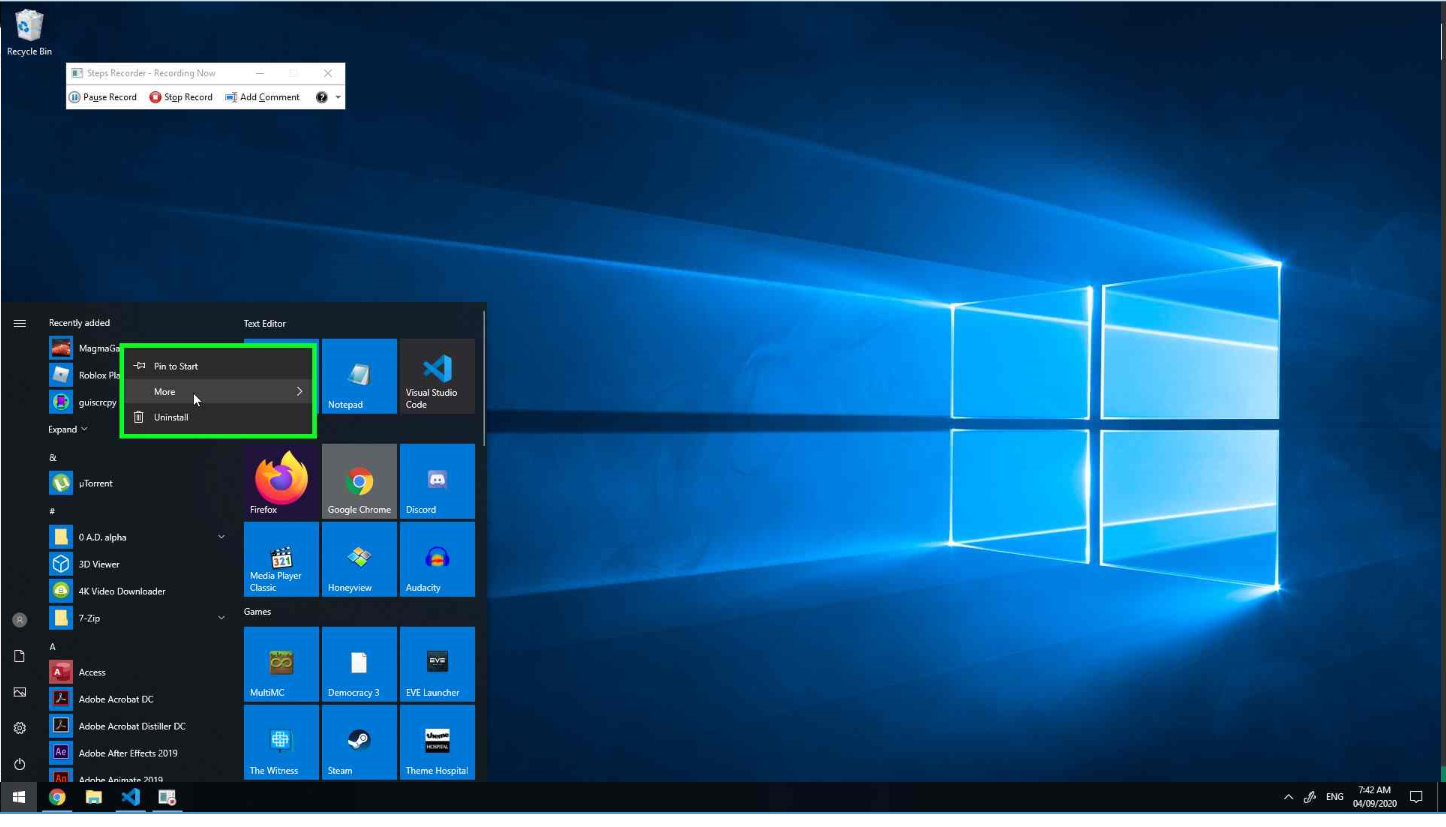 Recycle Bin
Steps Recorder - Recording Now
Pause Record Stop Record Add Comment
Recently added
MagmaGa
Roblox Pla
guiscrcpy
Expand
&
µTorrent
#
0 A.D. alpha
3D Viewer
4K Video Downloader
7-Zip
A
Access
Adobe Acrobat DC
Adobe Acrobat Distiller DC
Adobe After Effects 2019
Adobe Animate 2019
Pin to Start
More
Uninstall
Text Editor
Notepad
Visual Studio
Code
Firefox
Google Chrome
Discord
Media Player
Classic
Honeyview
Audacity
Games
MultiMC
Democracy 3
EVE Launcher
The Witness
Steam
Theme Hospital
ENG
7:42 AM
04/09/2020